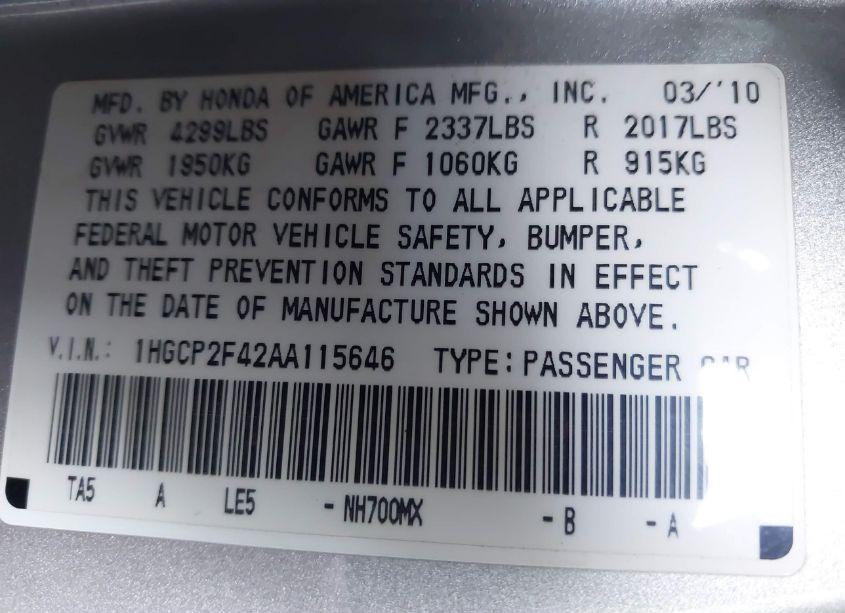 MFD. BY HONDA OF AMERICA MFG., INC. 03/'10
GVWR 4299LBS GAWR F 2337LBS R 2017LBS
GVWR 1950KG GAWR F 1060KG R 915KG
THIS VEHICLE CONFORMS TO ALL APPLICABLE
FEDERAL MOTOR VEHICLE SAFETY, BUMPER,
AND THEFT PREVENTION STANDARDS IN EFFECT
ON THE DATE OF MANUFACTURE SHOWN ABOVE.
V.I.N.: 1HGCP2F42AA115646 TYPE: PASSENGER CAR
TA5 A LE5 - NH700MX - B - A